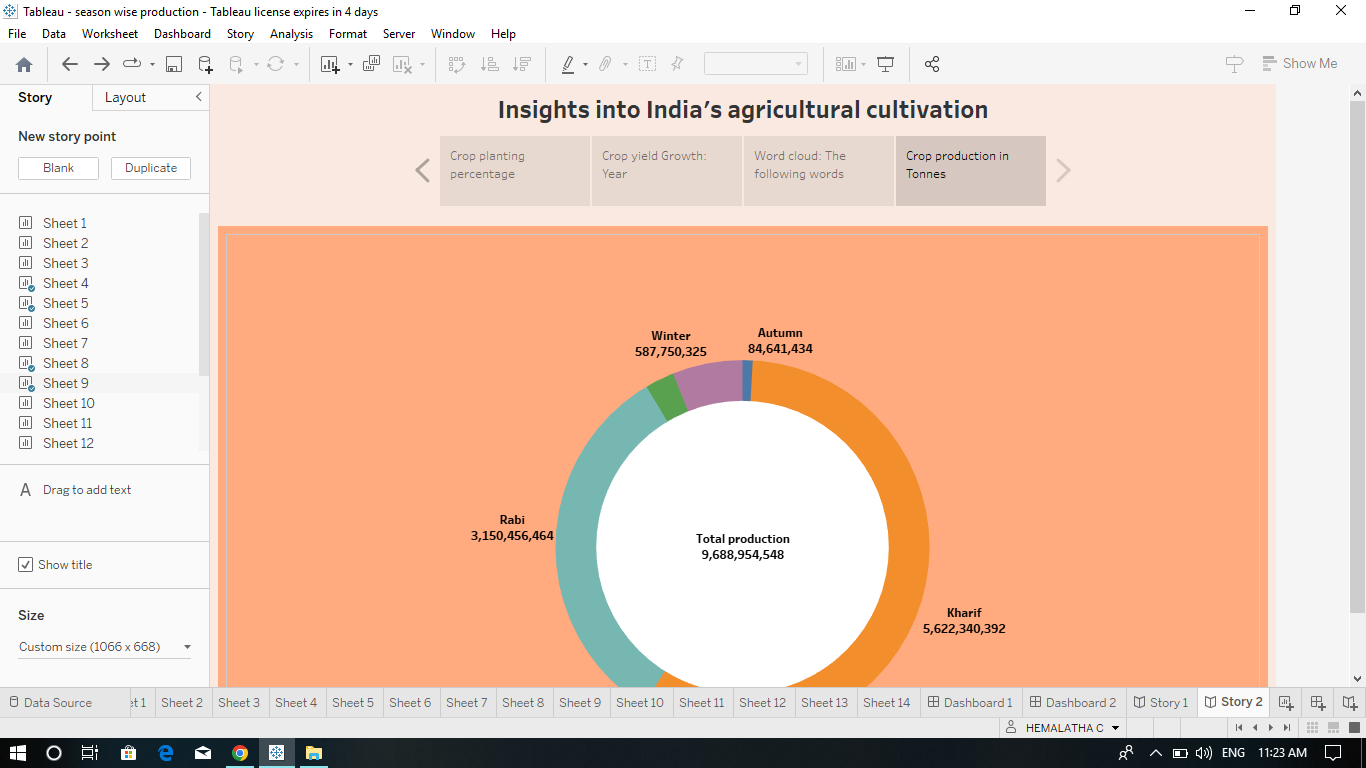 Tableau - season wise production - Tableau license expires in 4 days
File Data Worksheet Dashboard Story Analysis Format Server Window Help
Show Me
Story Layout
New story point
Blank Duplicate
Sheet 1
Sheet 2
Sheet 3
Sheet 4
Sheet 5
Sheet 6
Sheet 7
Sheet 8
Sheet 9
Sheet 10
Sheet 11
Sheet 12
A Drag to add text
Show title
Size
Custom size (1066 x 668)
Insights into India’s agricultural cultivation
Crop planting
percentage
Crop yield Growth:
Year
Word cloud: The
following words
Crop production in
Tonnes
Winter
587,750,325
Autumn
84,641,434
Rabi
3,150,456,464
Total production
9,688,954,548
Kharif
5,622,340,392
Data Source et 1 Sheet 2 Sheet 3 Sheet 4 Sheet 5 Sheet 6 Sheet 7 Sheet 8 Sheet 9 Sheet 10 Sheet 11 Sheet 12 Sheet 13 Sheet 14 Dashboard 1 Dashboard 2 Story 1 Story 2
HEMALATHA C
ENG 11:23 AM